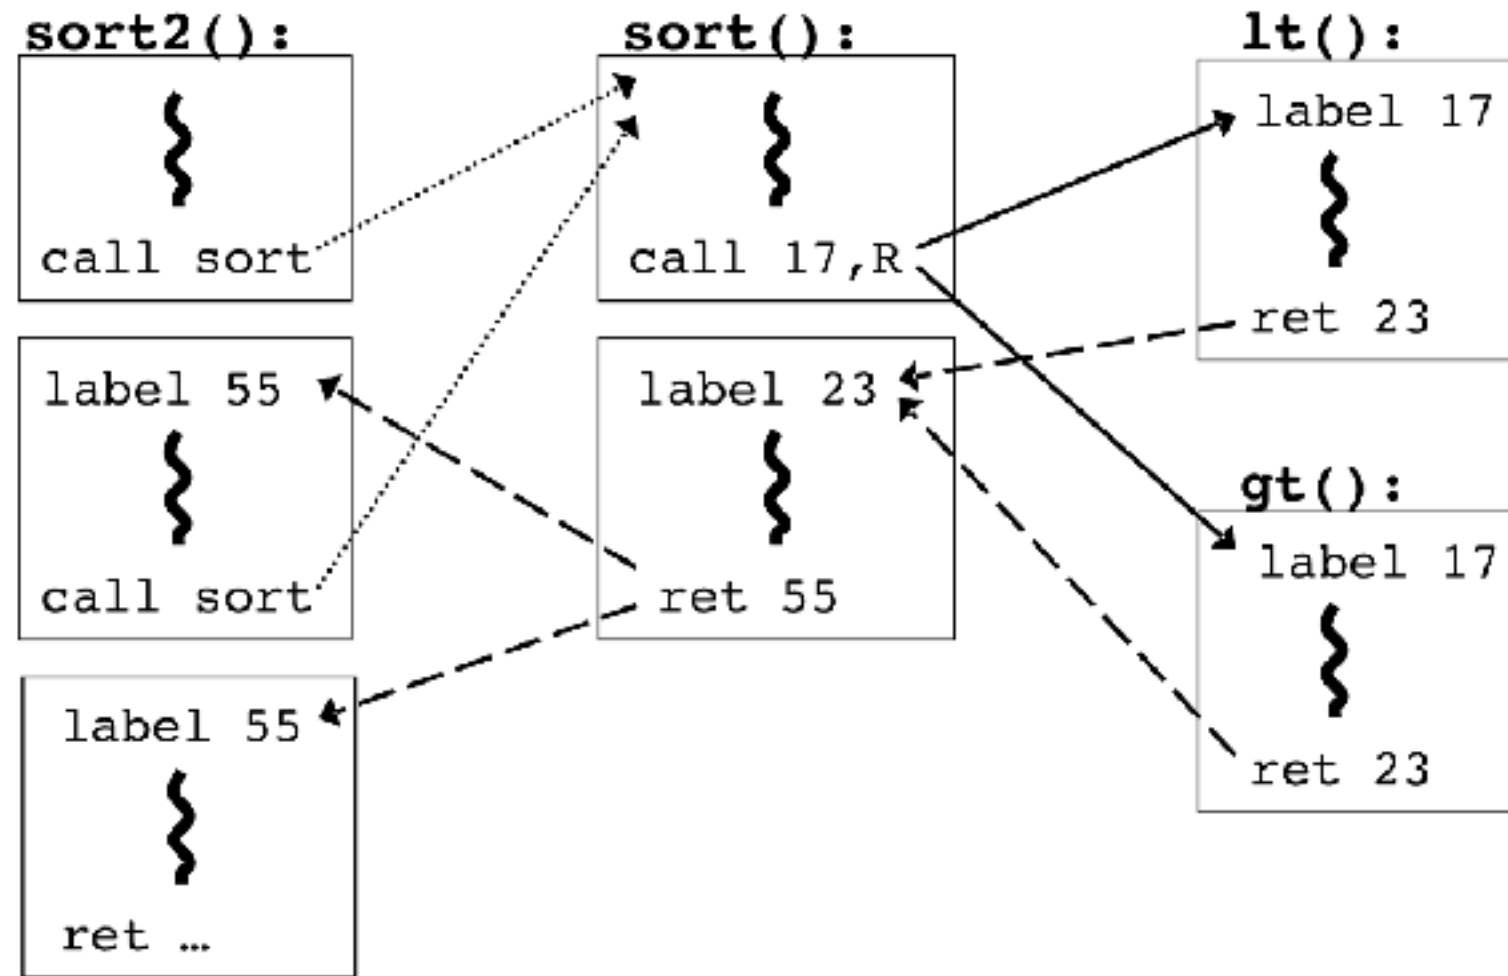 sort2():
call sort
label 55
call sort
label 55
ret …
sort():
call 17,R
label 23
ret 55
lt():
label 17
ret 23
gt():
label 17
ret 23